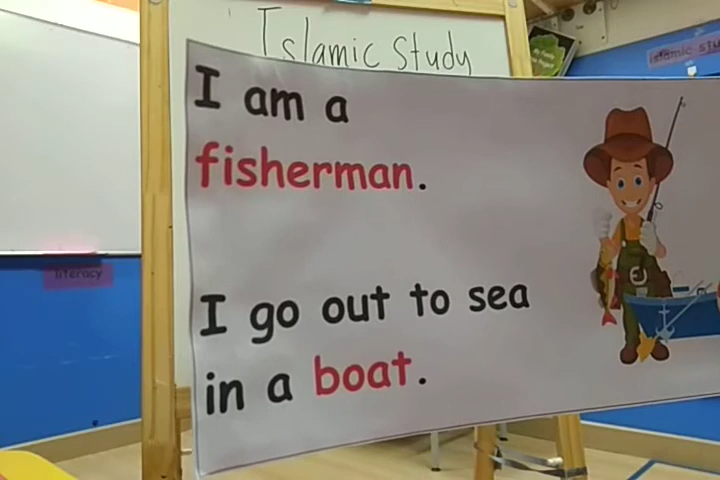 Islamic Study
I am a
fisherman.
I go out to sea
in a boat.
literacy